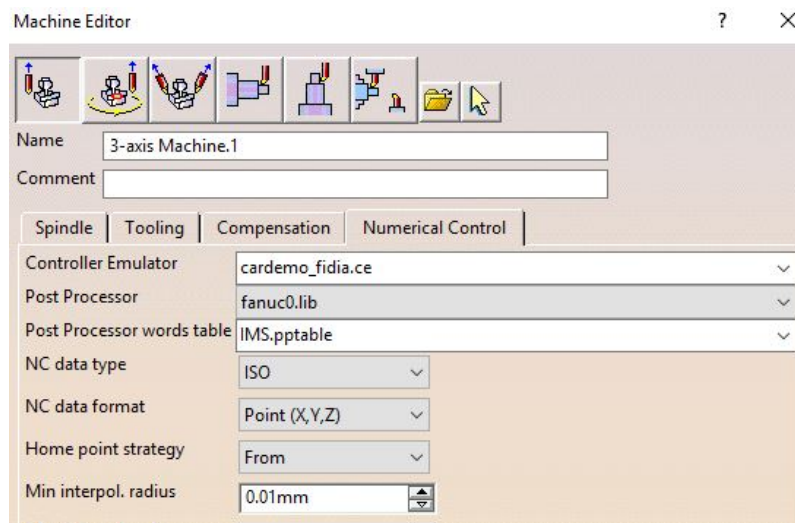 Machine Editor ?
Name 3-axis Machine.1
Comment
Spindle Tooling Compensation Numerical Control
Controller Emulator cardemo_fidia.ce
Post Processor fanuc0.lib
Post Processor words table IMS.pptable
NC data type ISO
NC data format Point (X,Y,Z)
Home point strategy From
Min interpol. radius 0.01mm